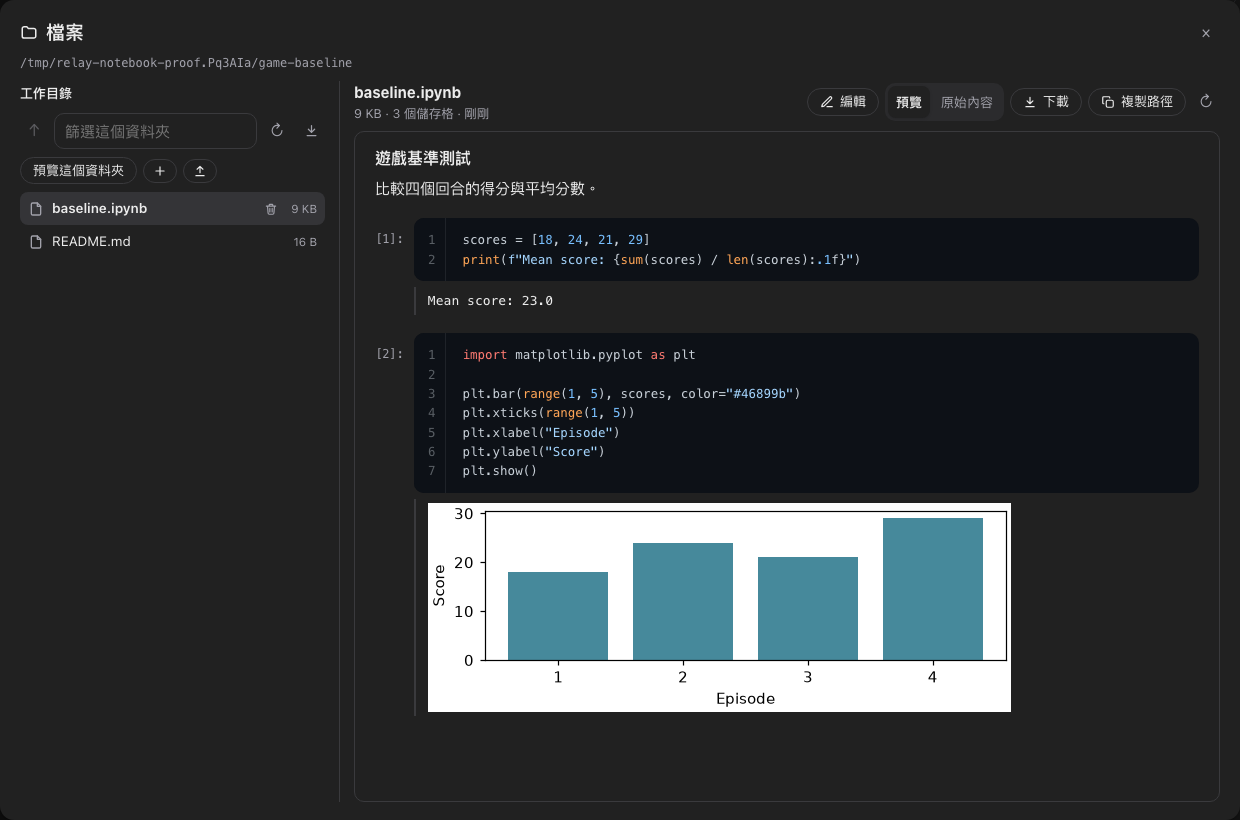 檔案
/tmp/relay-notebook-proof.Pq3AIa/game-baseline
工作目錄
篩選這個資料夾
預覽這個資料夾
baseline.ipynb 9 KB
README.md 16 B
baseline.ipynb
9 KB · 3 個儲存格 · 剛剛
編輯 預覽 原始內容 下載 複製路徑
遊戲基準測試
比較四個回合的得分與平均分數。
[1]:
1 scores = [18, 24, 21, 29]
2 print(f"Mean score: {sum(scores) / len(scores):.1f}")
Mean score: 23.0
[2]:
1 import matplotlib.pyplot as plt
2
3 plt.bar(range(1, 5), scores, color="#46899b")
4 plt.xticks(range(1, 5))
5 plt.xlabel("Episode")
6 plt.ylabel("Score")
7 plt.show()
30
20
10
0
Score
1 2 3 4
Episode